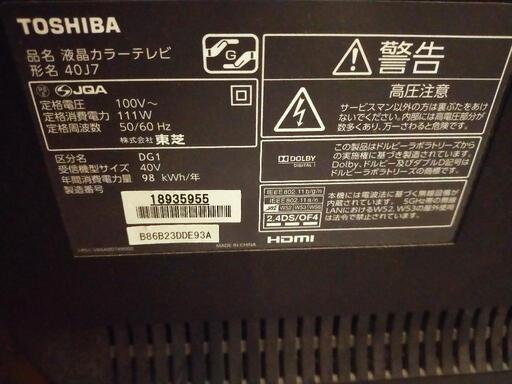 TOSHIBA
品名 液晶カラーテレビ
形名 40J7
G
JQA
定格電圧 100V～
定格消費電力 111W
定格周波数 50/60 Hz
株式会社 東芝
区分名 DG1
受信機型サイズ 40V
年間消費電力量 98 kWh/年
製造番号
18935955
B86B23DDE93A
MADE IN CHINA
警告
高圧注意
サービスマン以外の方は裏ぶたをあけ
ないでください。内部には高電圧部分が
数多くあり、万一さわると危険です。
DOLBY
DIGITAL
この製品はドルビーラボラトリーズから
の実施権に基づき製造されています。
Dolby、ドルビー及びダブルD記号は
ドルビーラボラトリーズの商標です。
IEEE802.11b/g/n
IEEE802.11a/n
W52 W53 W56
2.4DS/OF4
本機には電波法に基づく無線設備が
内蔵されています。 5GHz帯の無線
LANにおけるW52、W53の屋外使用
は法令で禁止されています。
HDMI